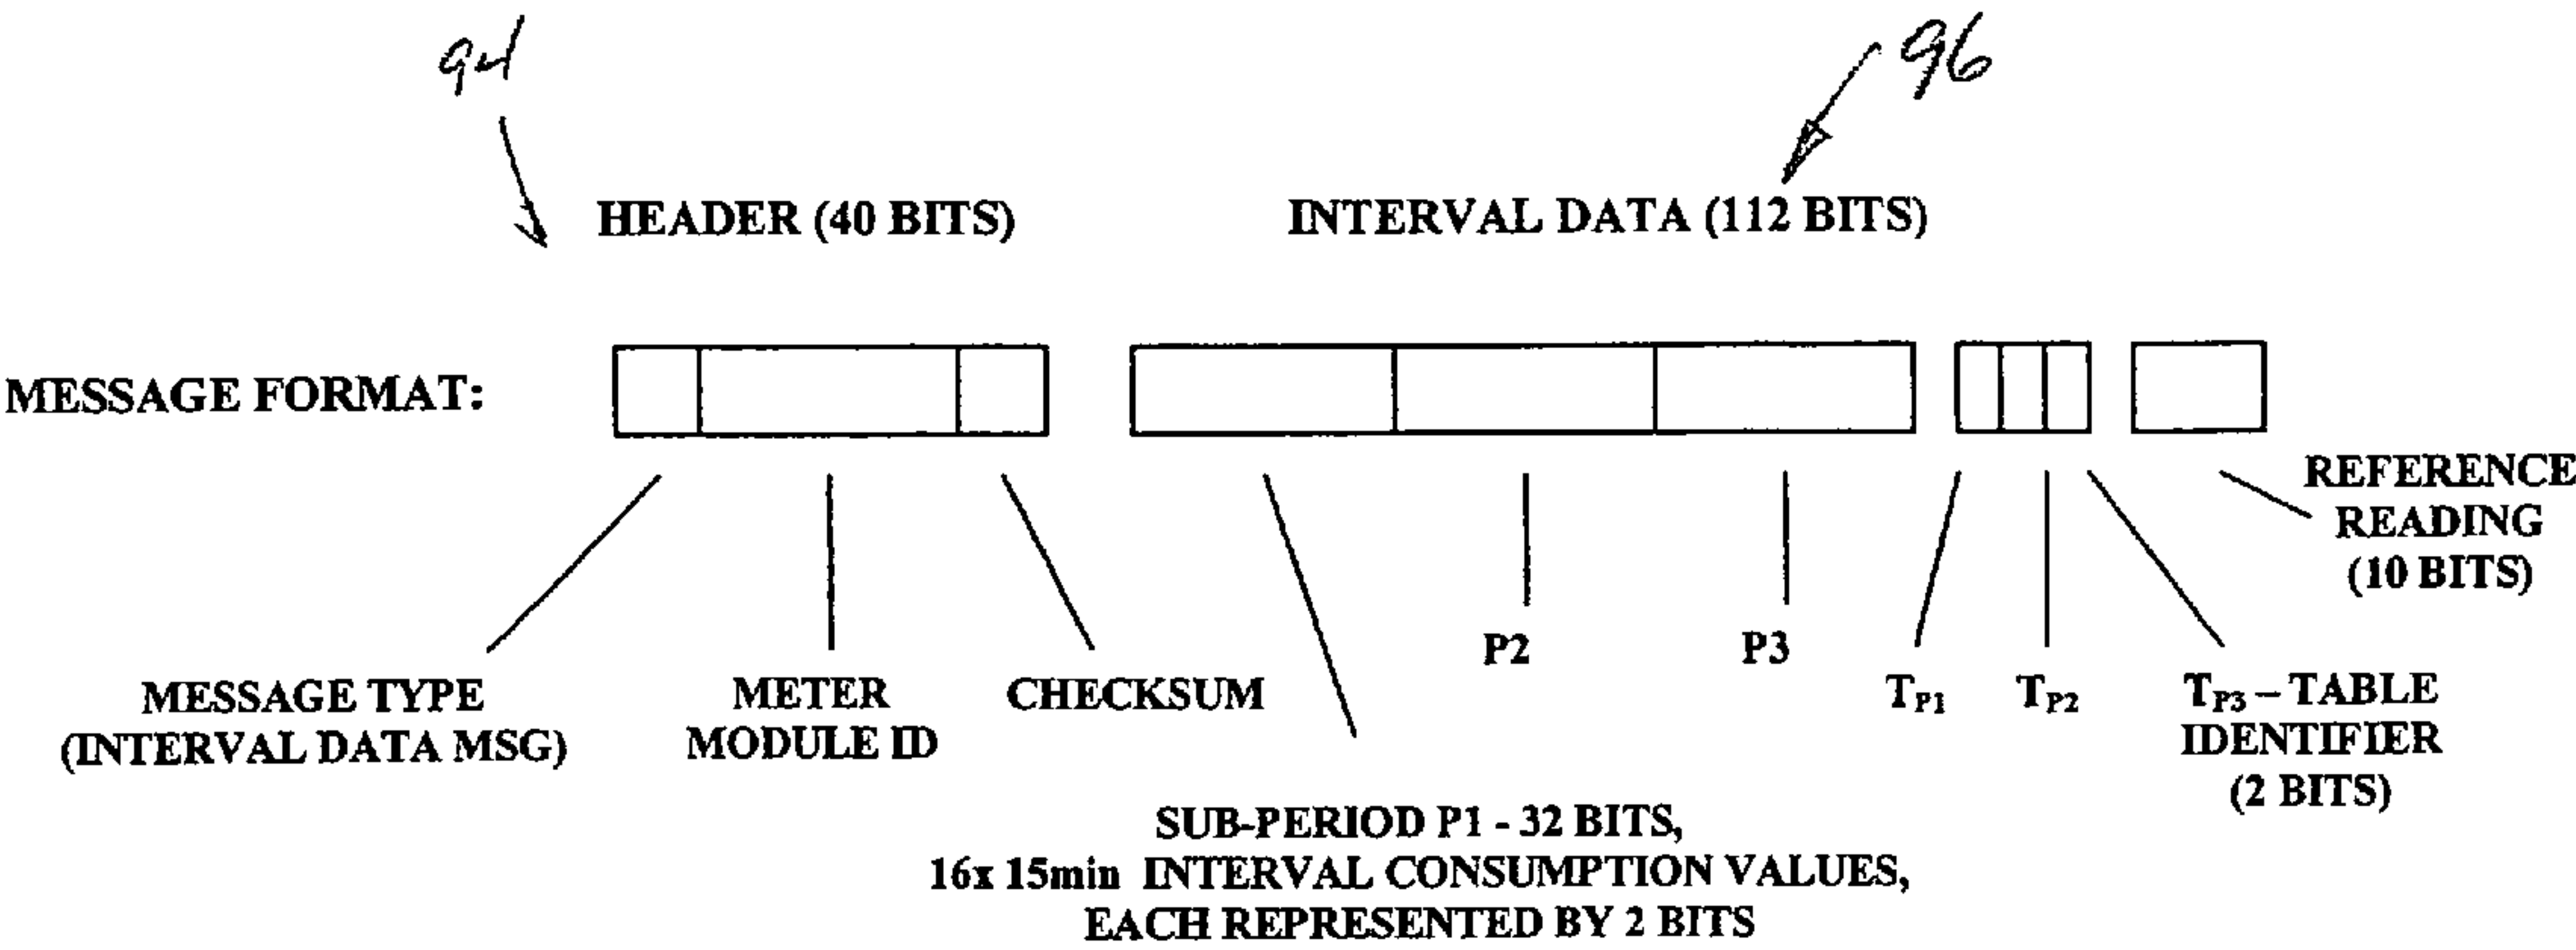 94
96
HEADER (40 BITS)
INTERVAL DATA (112 BITS)
MESSAGE FORMAT:
REFERENCE
READING
(10 BITS)
MESSAGE TYPE
(INTERVAL DATA MSG)
METER
MODULE ID
CHECKSUM
P2
P3
TP1
TP2
TP3 – TABLE
IDENTIFIER
(2 BITS)
SUB-PERIOD P1 - 32 BITS,
16x 15min INTERVAL CONSUMPTION VALUES,
EACH REPRESENTED BY 2 BITS